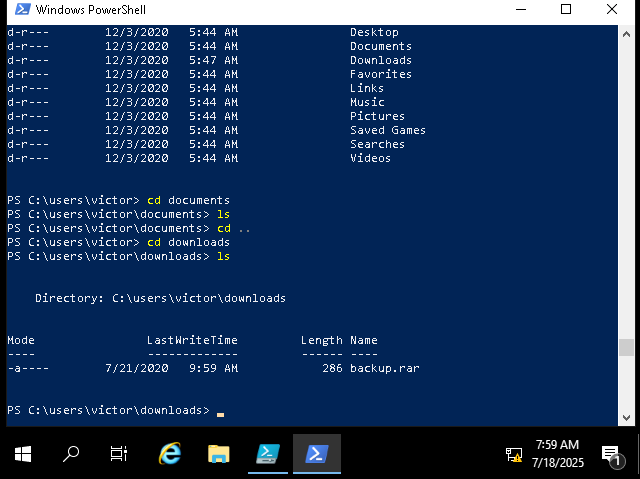 Windows PowerShell
d-r--- 12/3/2020 5:44 AM Desktop
d-r--- 12/3/2020 5:44 AM Documents
d-r--- 12/3/2020 5:47 AM Downloads
d-r--- 12/3/2020 5:44 AM Favorites
d-r--- 12/3/2020 5:44 AM Links
d-r--- 12/3/2020 5:44 AM Music
d-r--- 12/3/2020 5:44 AM Pictures
d-r--- 12/3/2020 5:44 AM Saved Games
d-r--- 12/3/2020 5:44 AM Searches
d-r--- 12/3/2020 5:44 AM Videos
PS C:\users\victor> cd documents
PS C:\users\victor\documents> ls
PS C:\users\victor\documents> cd ..
PS C:\users\victor> cd downloads
PS C:\users\victor\downloads> ls
Directory: C:\users\victor\downloads
Mode LastWriteTime Length Name
---- ------------- ------ ----
-a---- 7/21/2020 9:59 AM 286 backup.rar
PS C:\users\victor\downloads>
7:59 AM
7/18/2025
1